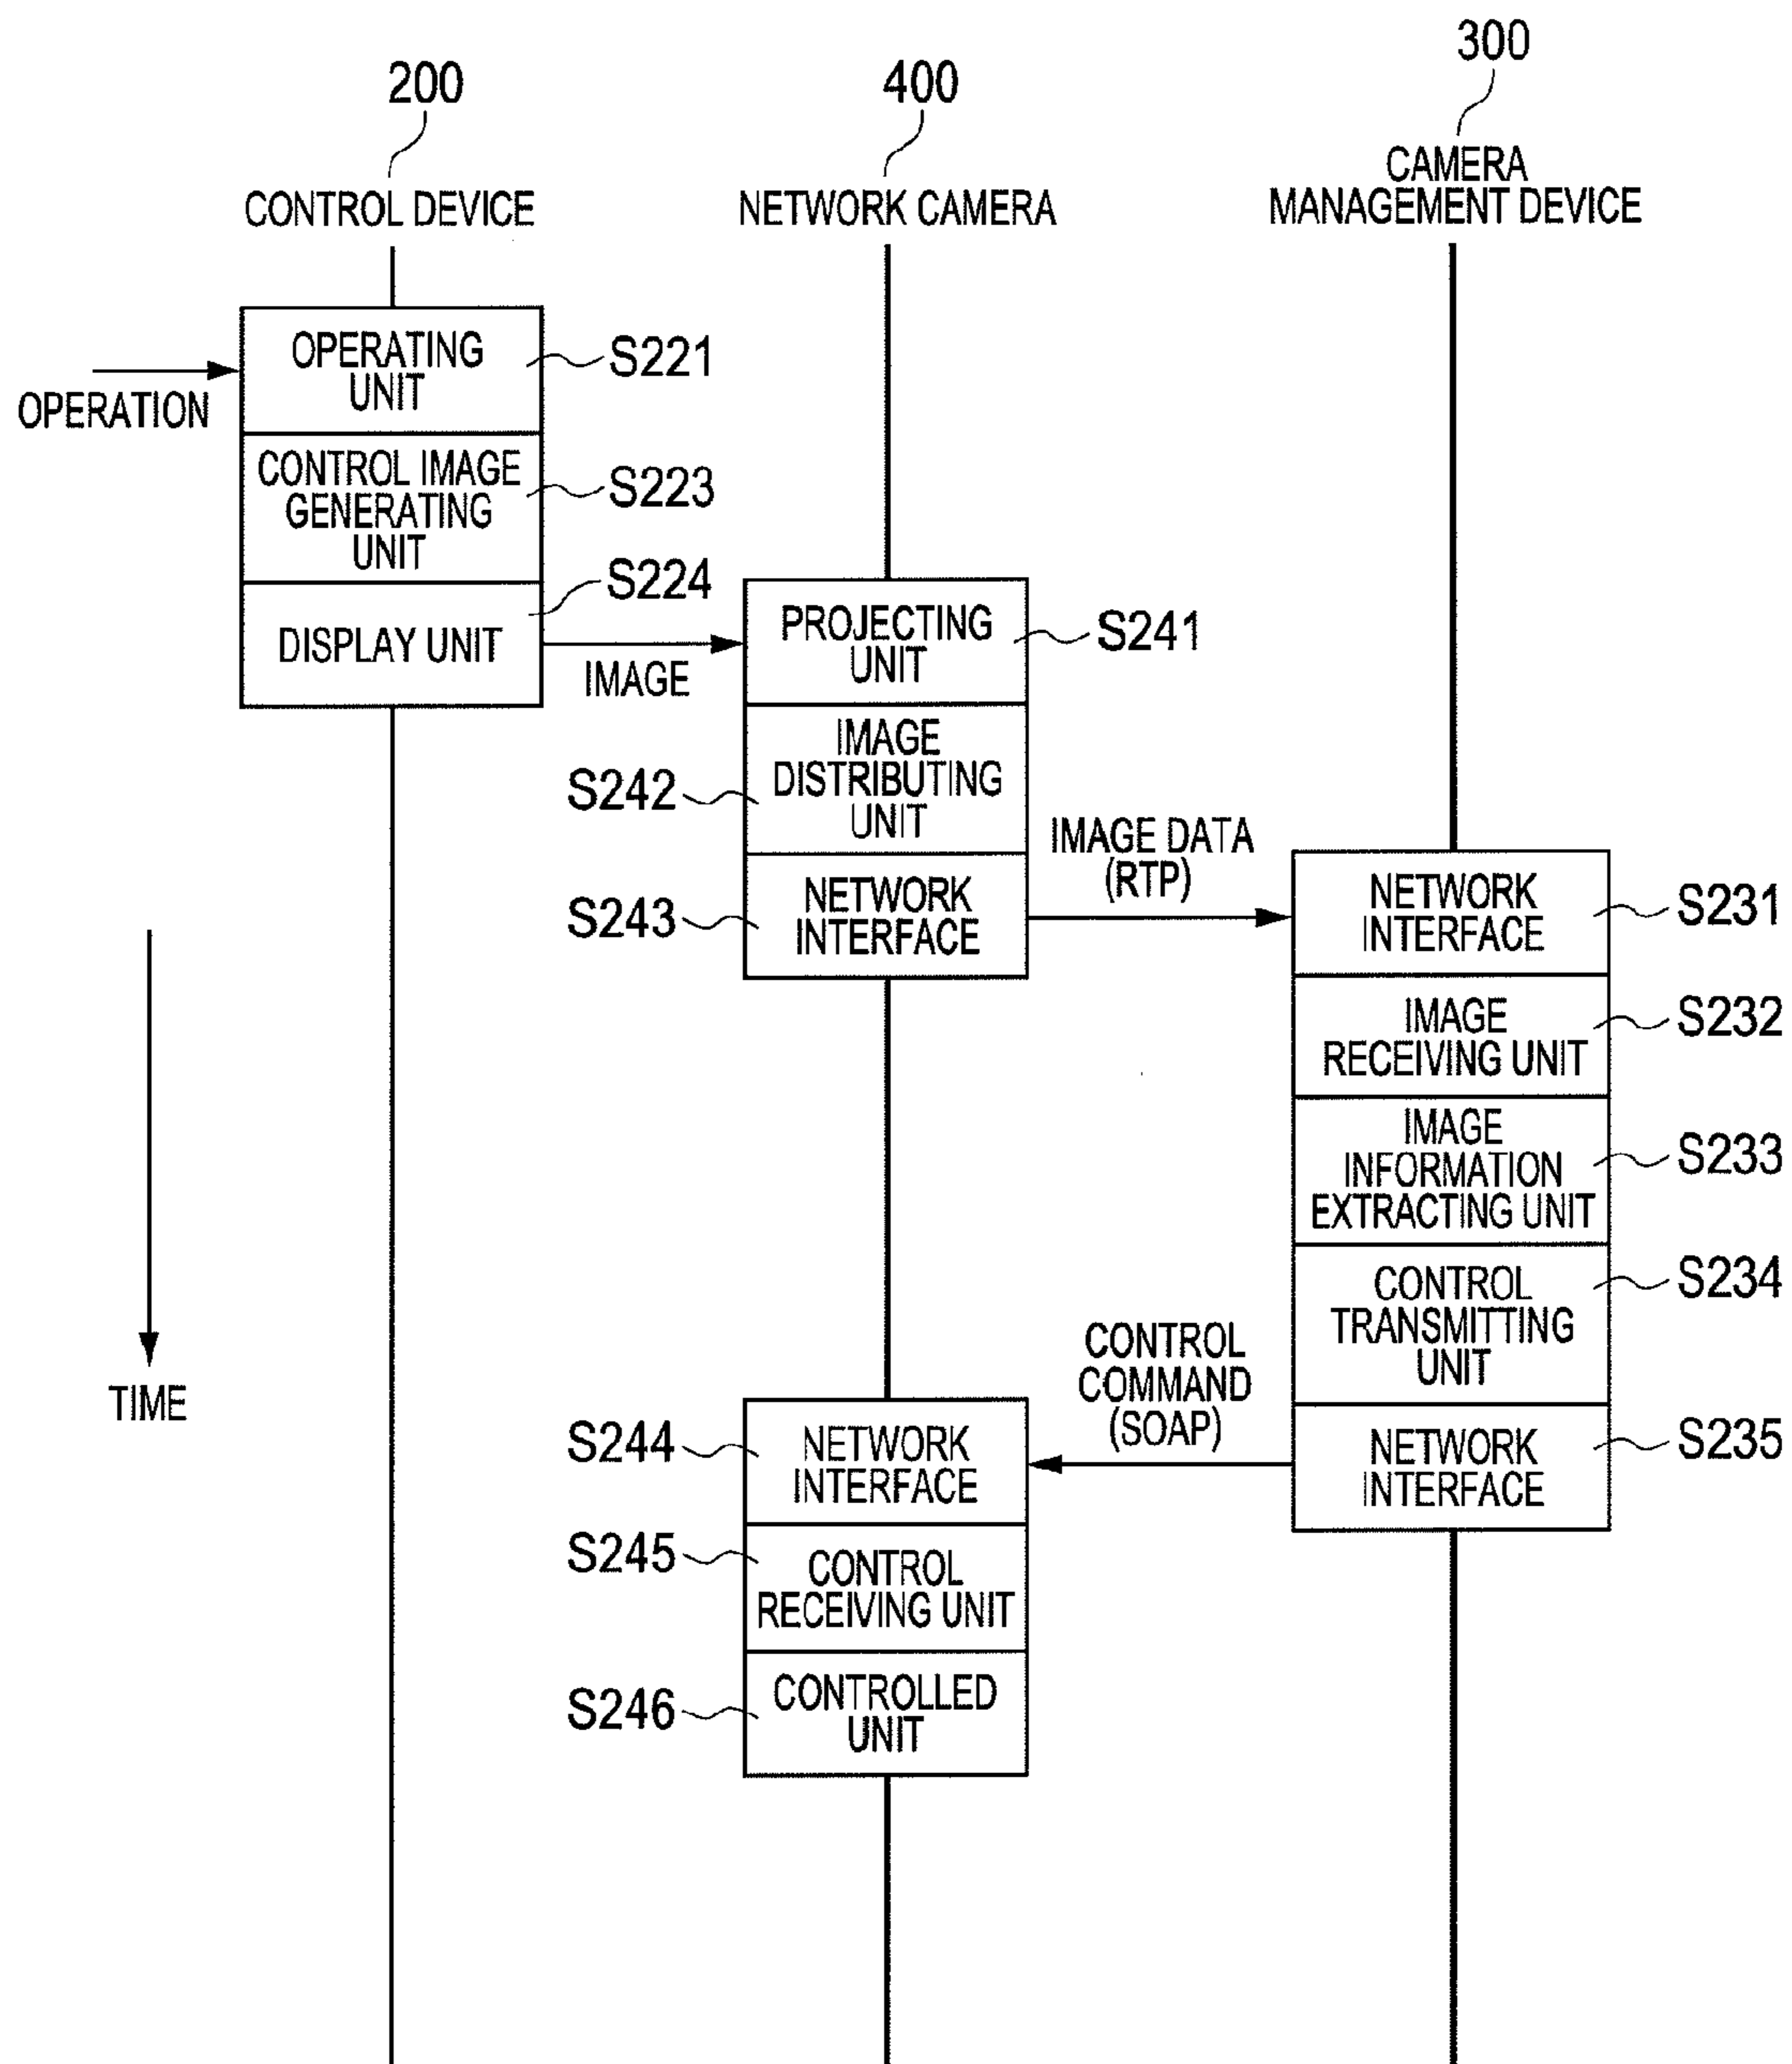 200
400
300
CONTROL DEVICE
NETWORK CAMERA
CAMERA
MANAGEMENT DEVICE
OPERATION
OPERATING
UNIT
S221
CONTROL IMAGE
GENERATING
UNIT
S223
DISPLAY UNIT
S224
IMAGE
PROJECTING
UNIT
S241
IMAGE
DISTRIBUTING
UNIT
S242
NETWORK
INTERFACE
S243
IMAGE DATA
(RTP)
NETWORK
INTERFACE
S231
IMAGE
RECEIVING UNIT
S232
IMAGE
INFORMATION
EXTRACTING UNIT
S233
CONTROL
TRANSMITTING
UNIT
S234
NETWORK
INTERFACE
S235
CONTROL
COMMAND
(SOAP)
TIME
S244
NETWORK
INTERFACE
S245
CONTROL
RECEIVING UNIT
S246
CONTROLLED
UNIT